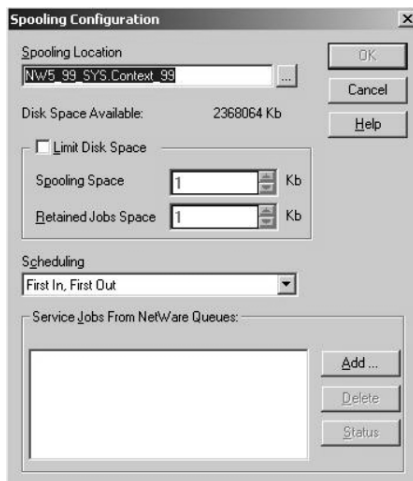 Spooling Configuration
Spooling Location
NW5_99_SYS.Context_99
...
OK
Cancel
Help
Disk Space Available: 2368064 Kb
Limit Disk Space
Spooling Space 1 Kb
Retained Jobs Space 1 Kb
Scheduling
First In, First Out
Service Jobs From NetWare Queues:
Add ...
Delete
Status